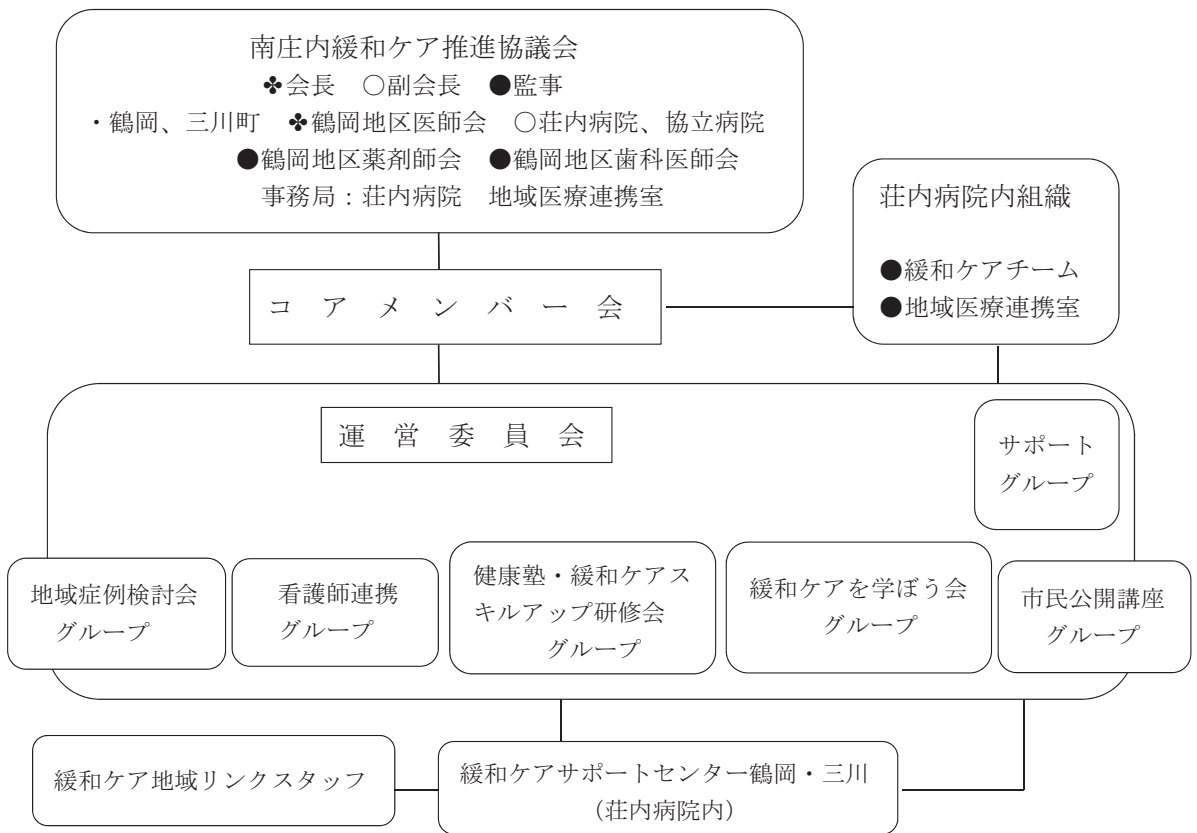 南庄内緩和ケア推進協議会
✤会長　○副会長　●監事
・鶴岡、三川町　✤鶴岡地区医師会　○荘内病院、協立病院
●鶴岡地区薬剤師会　●鶴岡地区歯科医師会
事務局：荘内病院　地域医療連携室
荘内病院内組織
●緩和ケアチーム
●地域医療連携室
コアメンバー会
運営委員会
サポート
グループ
地域症例検討会
グループ
看護師連携
グループ
健康塾・緩和ケアス
キルアップ研修会
グループ
緩和ケアを学ぼう会
グループ
市民公開講座
グループ
緩和ケア地域リンクスタッフ
緩和ケアサポートセンター鶴岡・三川
（荘内病院内）